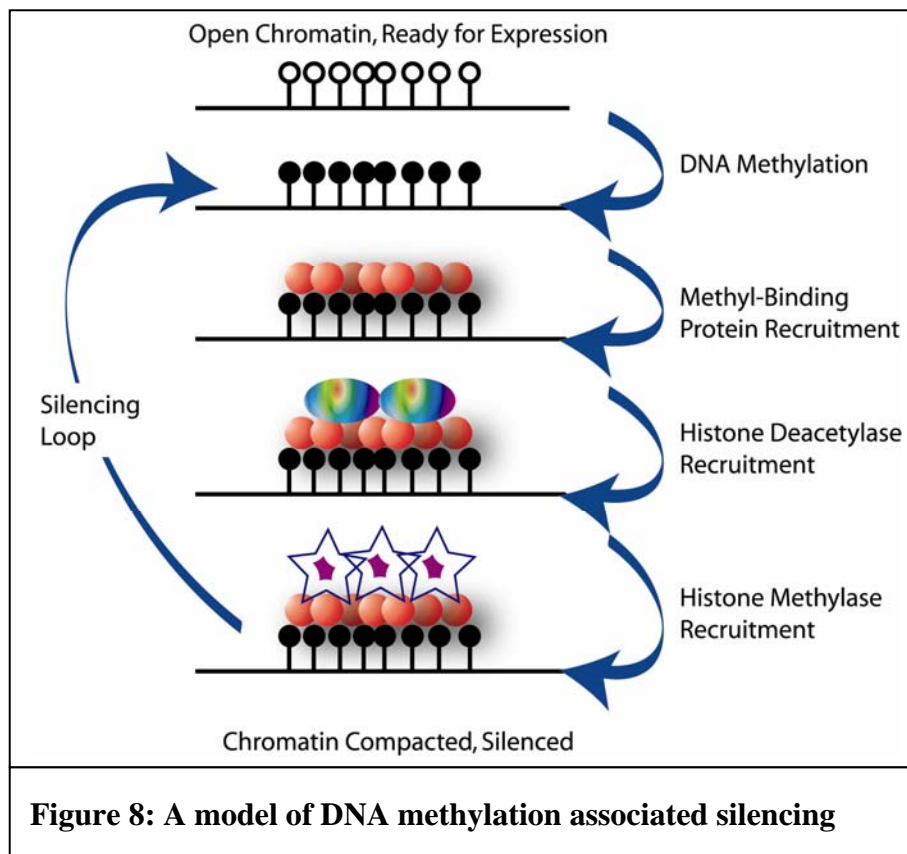 Open Chromatin, Ready for Expression
DNA Methylation
Methyl-Binding
Protein Recruitment
Silencing
Loop
Histone Deacetylase
Recruitment
Histone Methylase
Recruitment
Chromatin Compacted, Silenced
Figure 8: A model of DNA methylation associated silencing